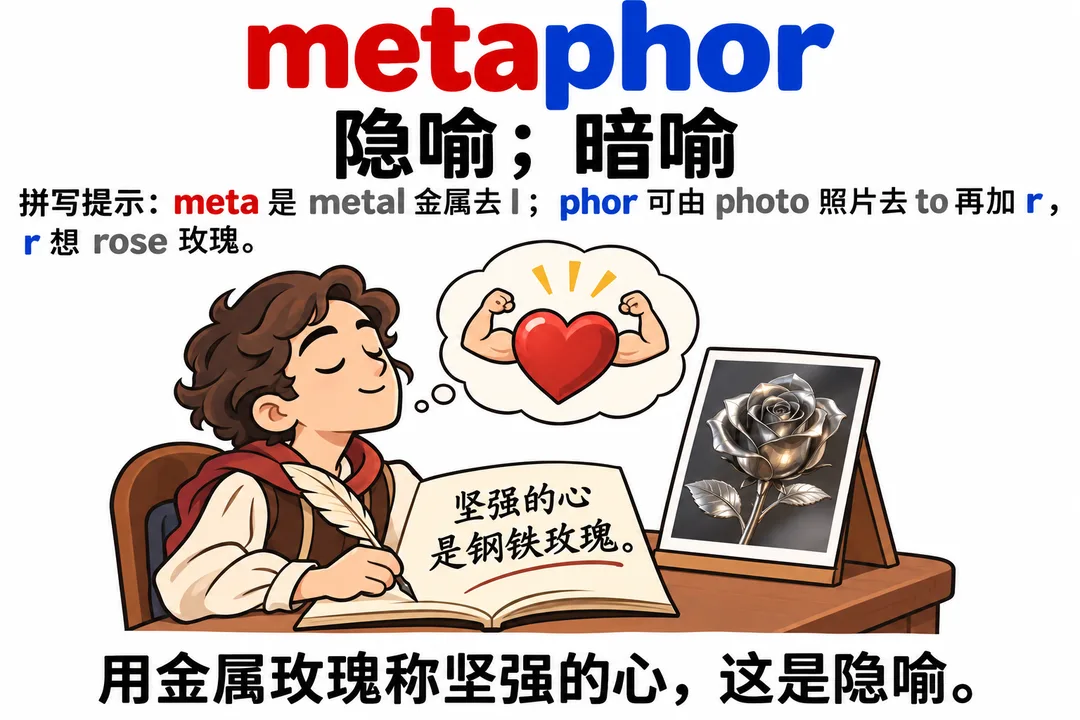 metaphor
隐喻；暗喻
拼写提示：meta 是 metal 金属去 l；phor 可由 photo 照片去 to 再加 r，
r 想 rose 玫瑰。
坚强的心
是钢铁玫瑰。
用金属玫瑰称坚强的心，这是隐喻。